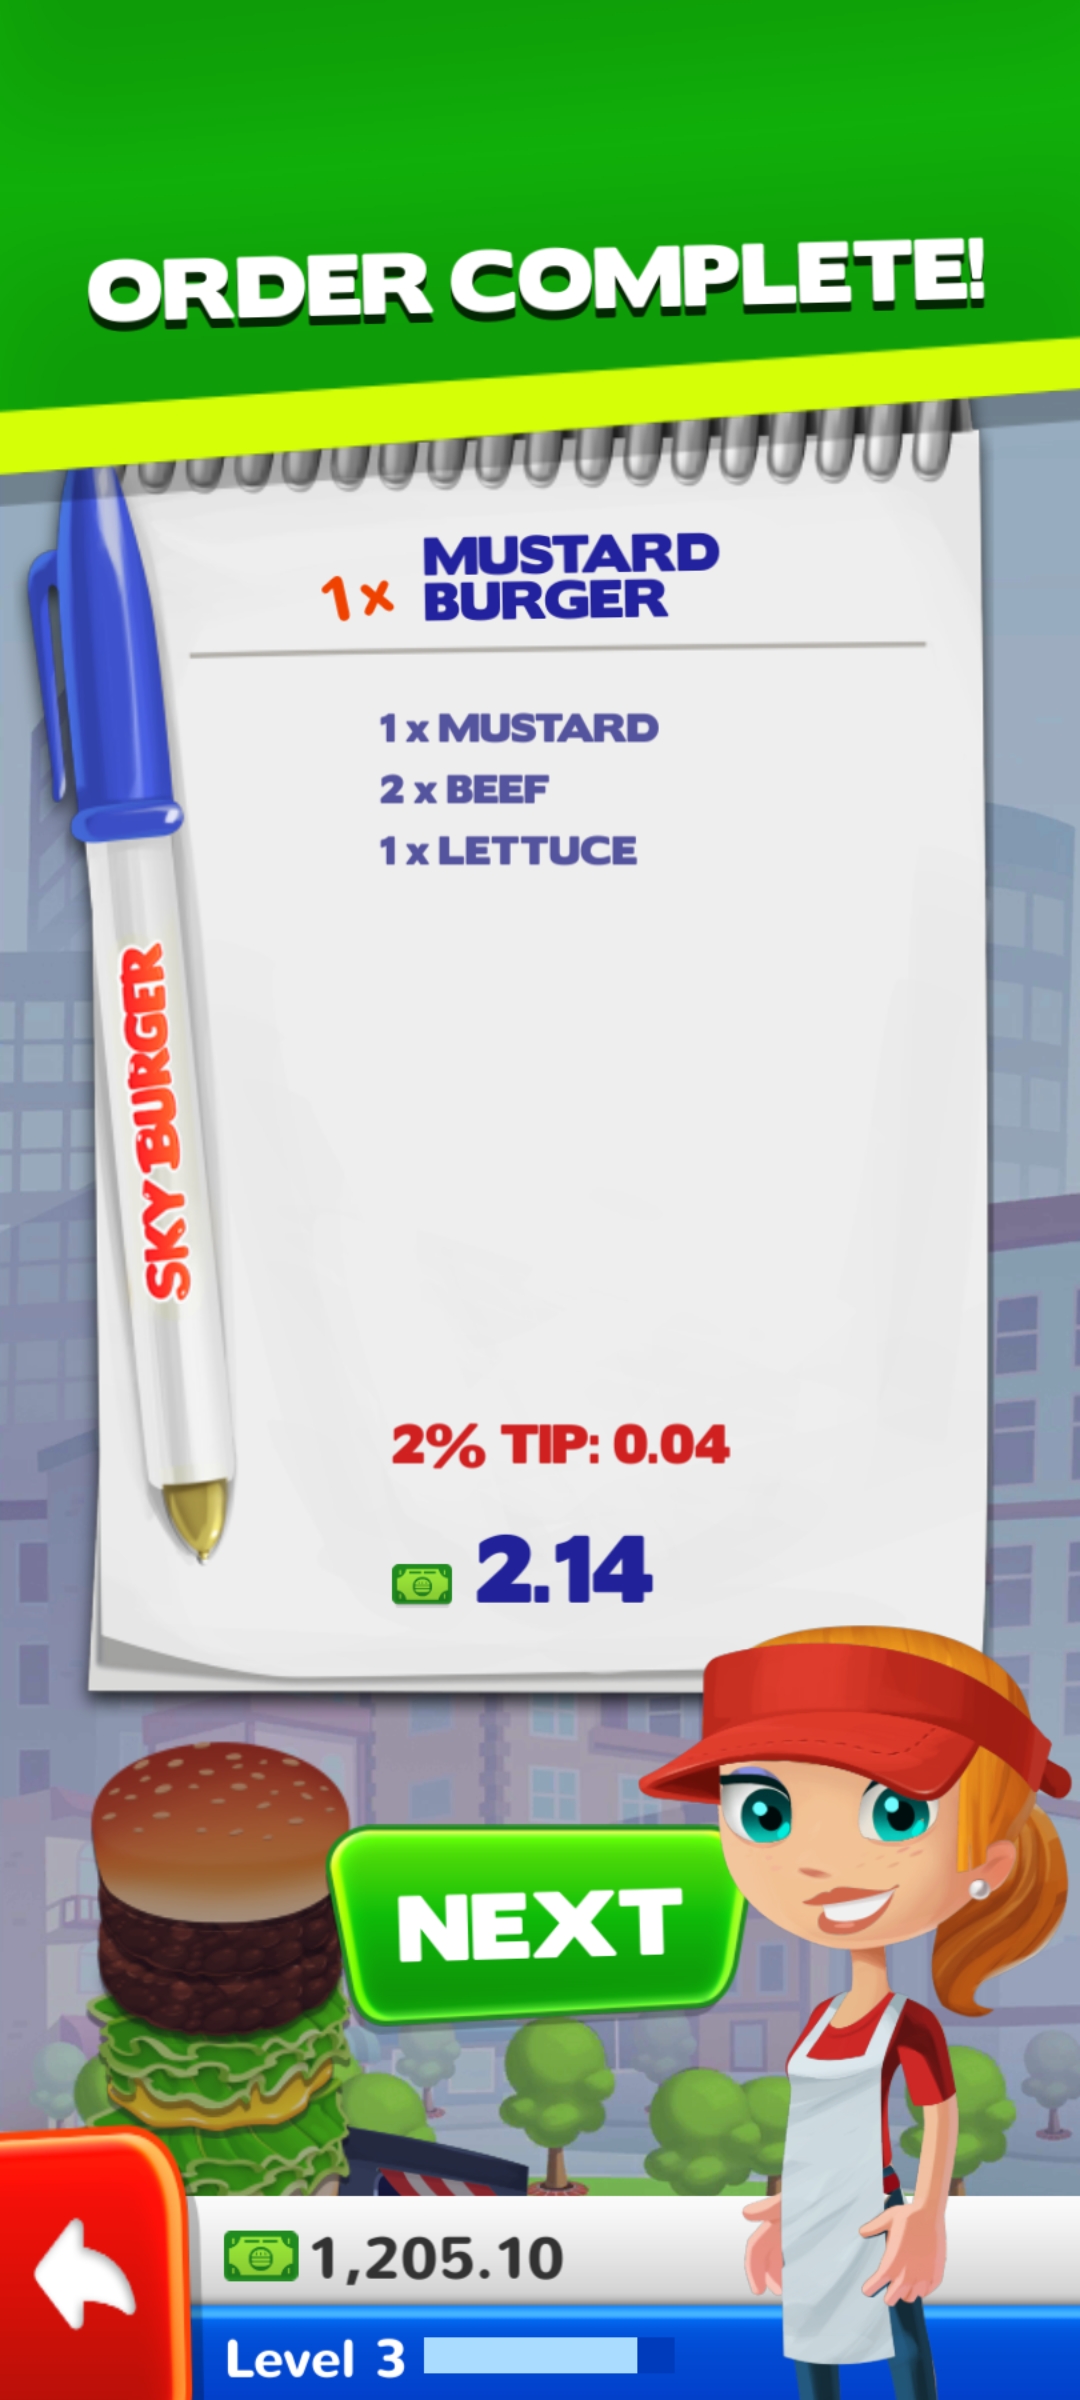 ORDER COMPLETE!
1x MUSTARD
BURGER
1 x MUSTARD
2 x BEEF
1 x LETTUCE
SKY BURGER
2% TIP: 0.04
2.14
NEXT
1,205.10
Level 3